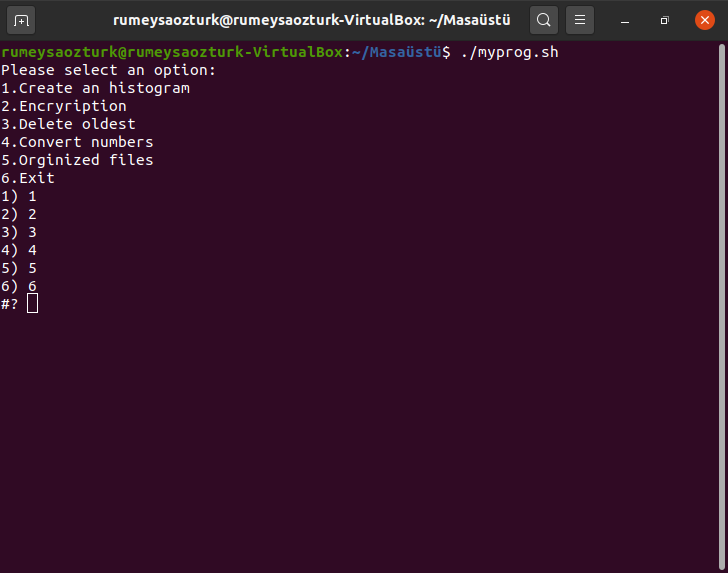 rumeysaozturk@rumeysaozturk-VirtualBox: ~/Masaüstü
rumeysaozturk@rumeysaozturk-VirtualBox:~/Masaüstü$ ./myprog.sh
Please select an option:
1.Create an histogram
2.Encryription
3.Delete oldest
4.Convert numbers
5.Orginized files
6.Exit
1) 1
2) 2
3) 3
4) 4
5) 5
6) 6
#?